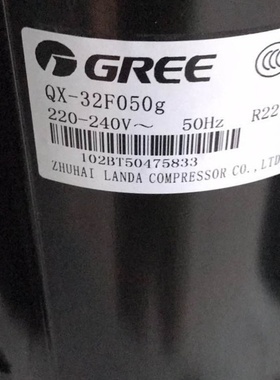 GREE
QX-32F050g
220-240V~ 50Hz R22
102BT50475833
ZHUHAI LANDA COMPRESSOR CO.,LTD